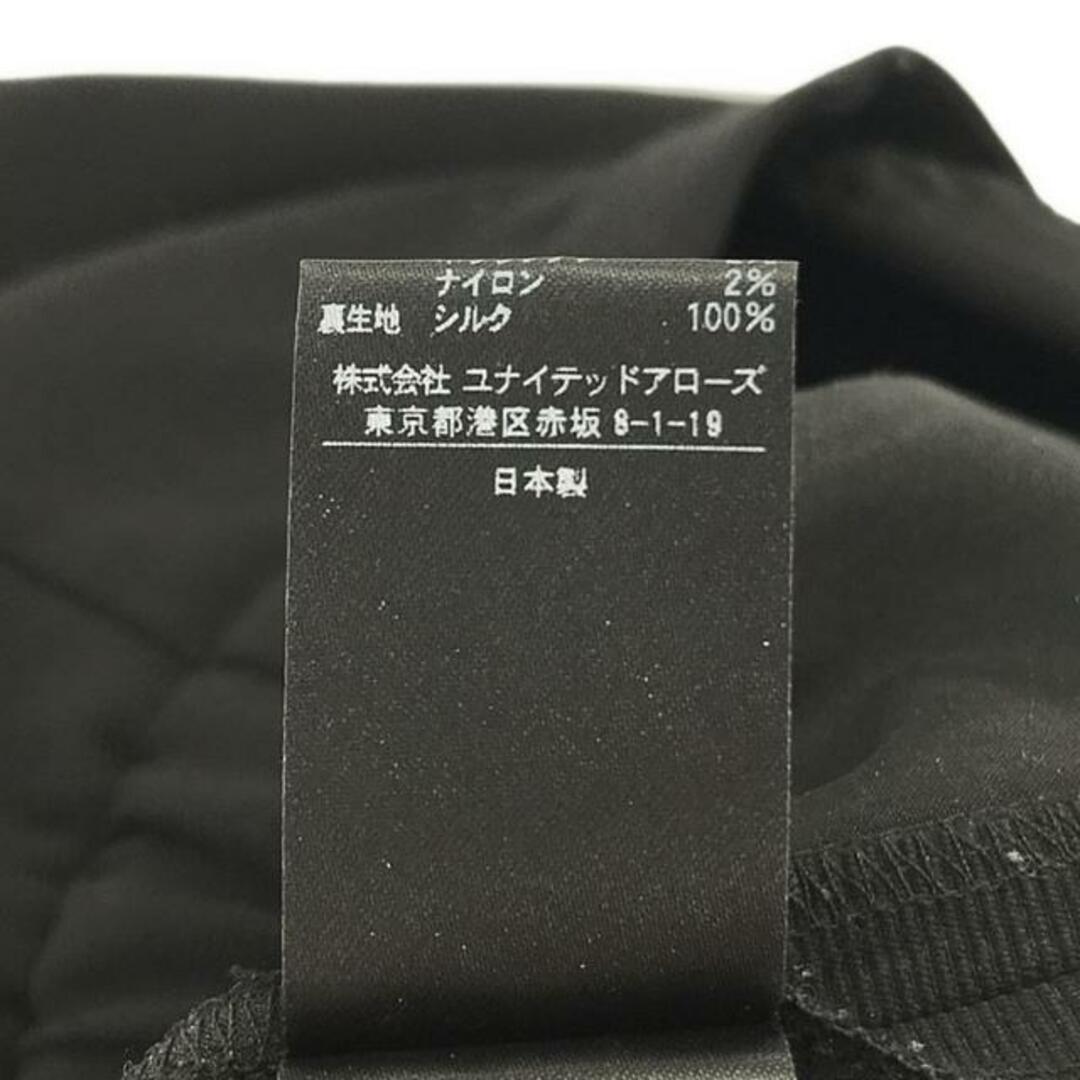 ナイロン 2%
裏生地 シルク 100%
株式会社 ユナイテッドアローズ
東京都港区赤坂 8-1-19
日本製